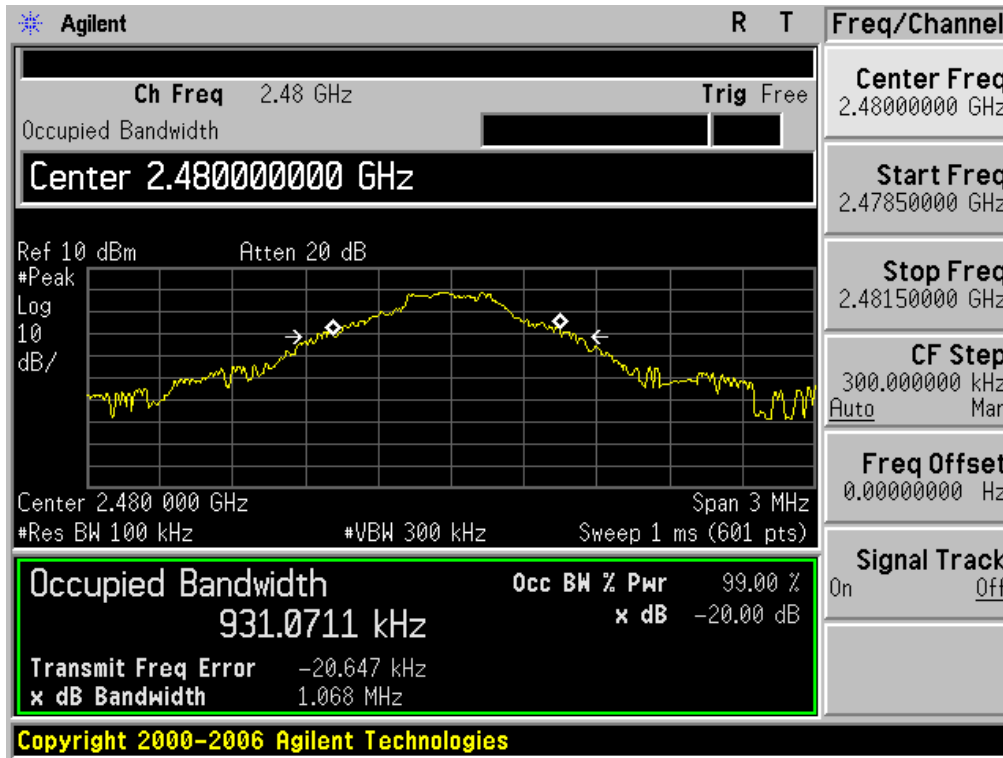 Agilent R T Freq/Channel
Ch Freq 2.48 GHz Trig Free
Occupied Bandwidth
Center 2.480000000 GHz
Ref 10 dBm Atten 20 dB
#Peak
Log
10
dB/
Center 2.480 000 GHz Span 3 MHz
#Res BW 100 kHz #VBW 300 kHz Sweep 1 ms (601 pts)
Occupied Bandwidth
931.0711 kHz
Occ BW % Pwr 99.00 %
x dB -20.00 dB
Transmit Freq Error -20.647 kHz
x dB Bandwidth 1.068 MHz
Copyright 2000-2006 Agilent Technologies
Center Freq
2.48000000 GHz
Start Freq
2.47850000 GHz
Stop Freq
2.48150000 GHz
CF Step
300.000000 kHz
Auto Man
Freq Offset
0.00000000 Hz
Signal Track
On Off